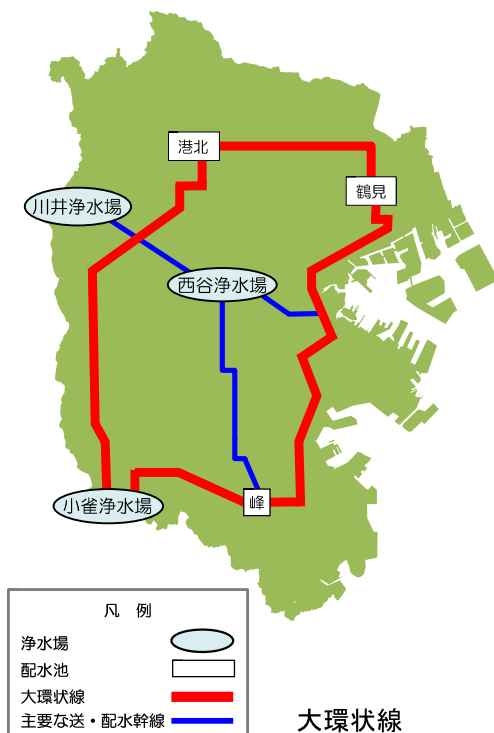 港北
鶴見
川井浄水場
西谷浄水場
小雀浄水場
峰
凡 例
浄水場
配水池
大環状線
主要な送・配水幹線
大環状線